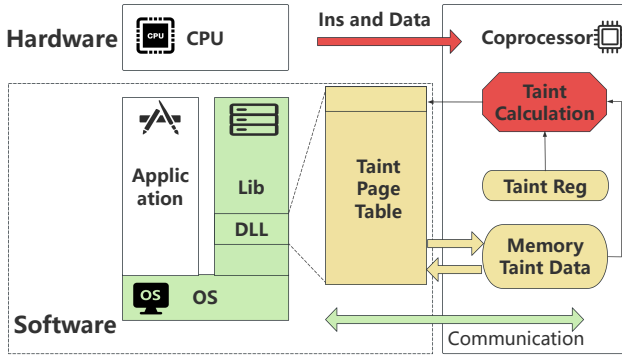 Hardware
CPU
CPU
Ins and Data
Coprocessor
Taint
Calculation
Applic
ation
Lib
DLL
Taint
Page
Table
Taint Reg
Memory
Taint Data
OS
OS
Software
Communication